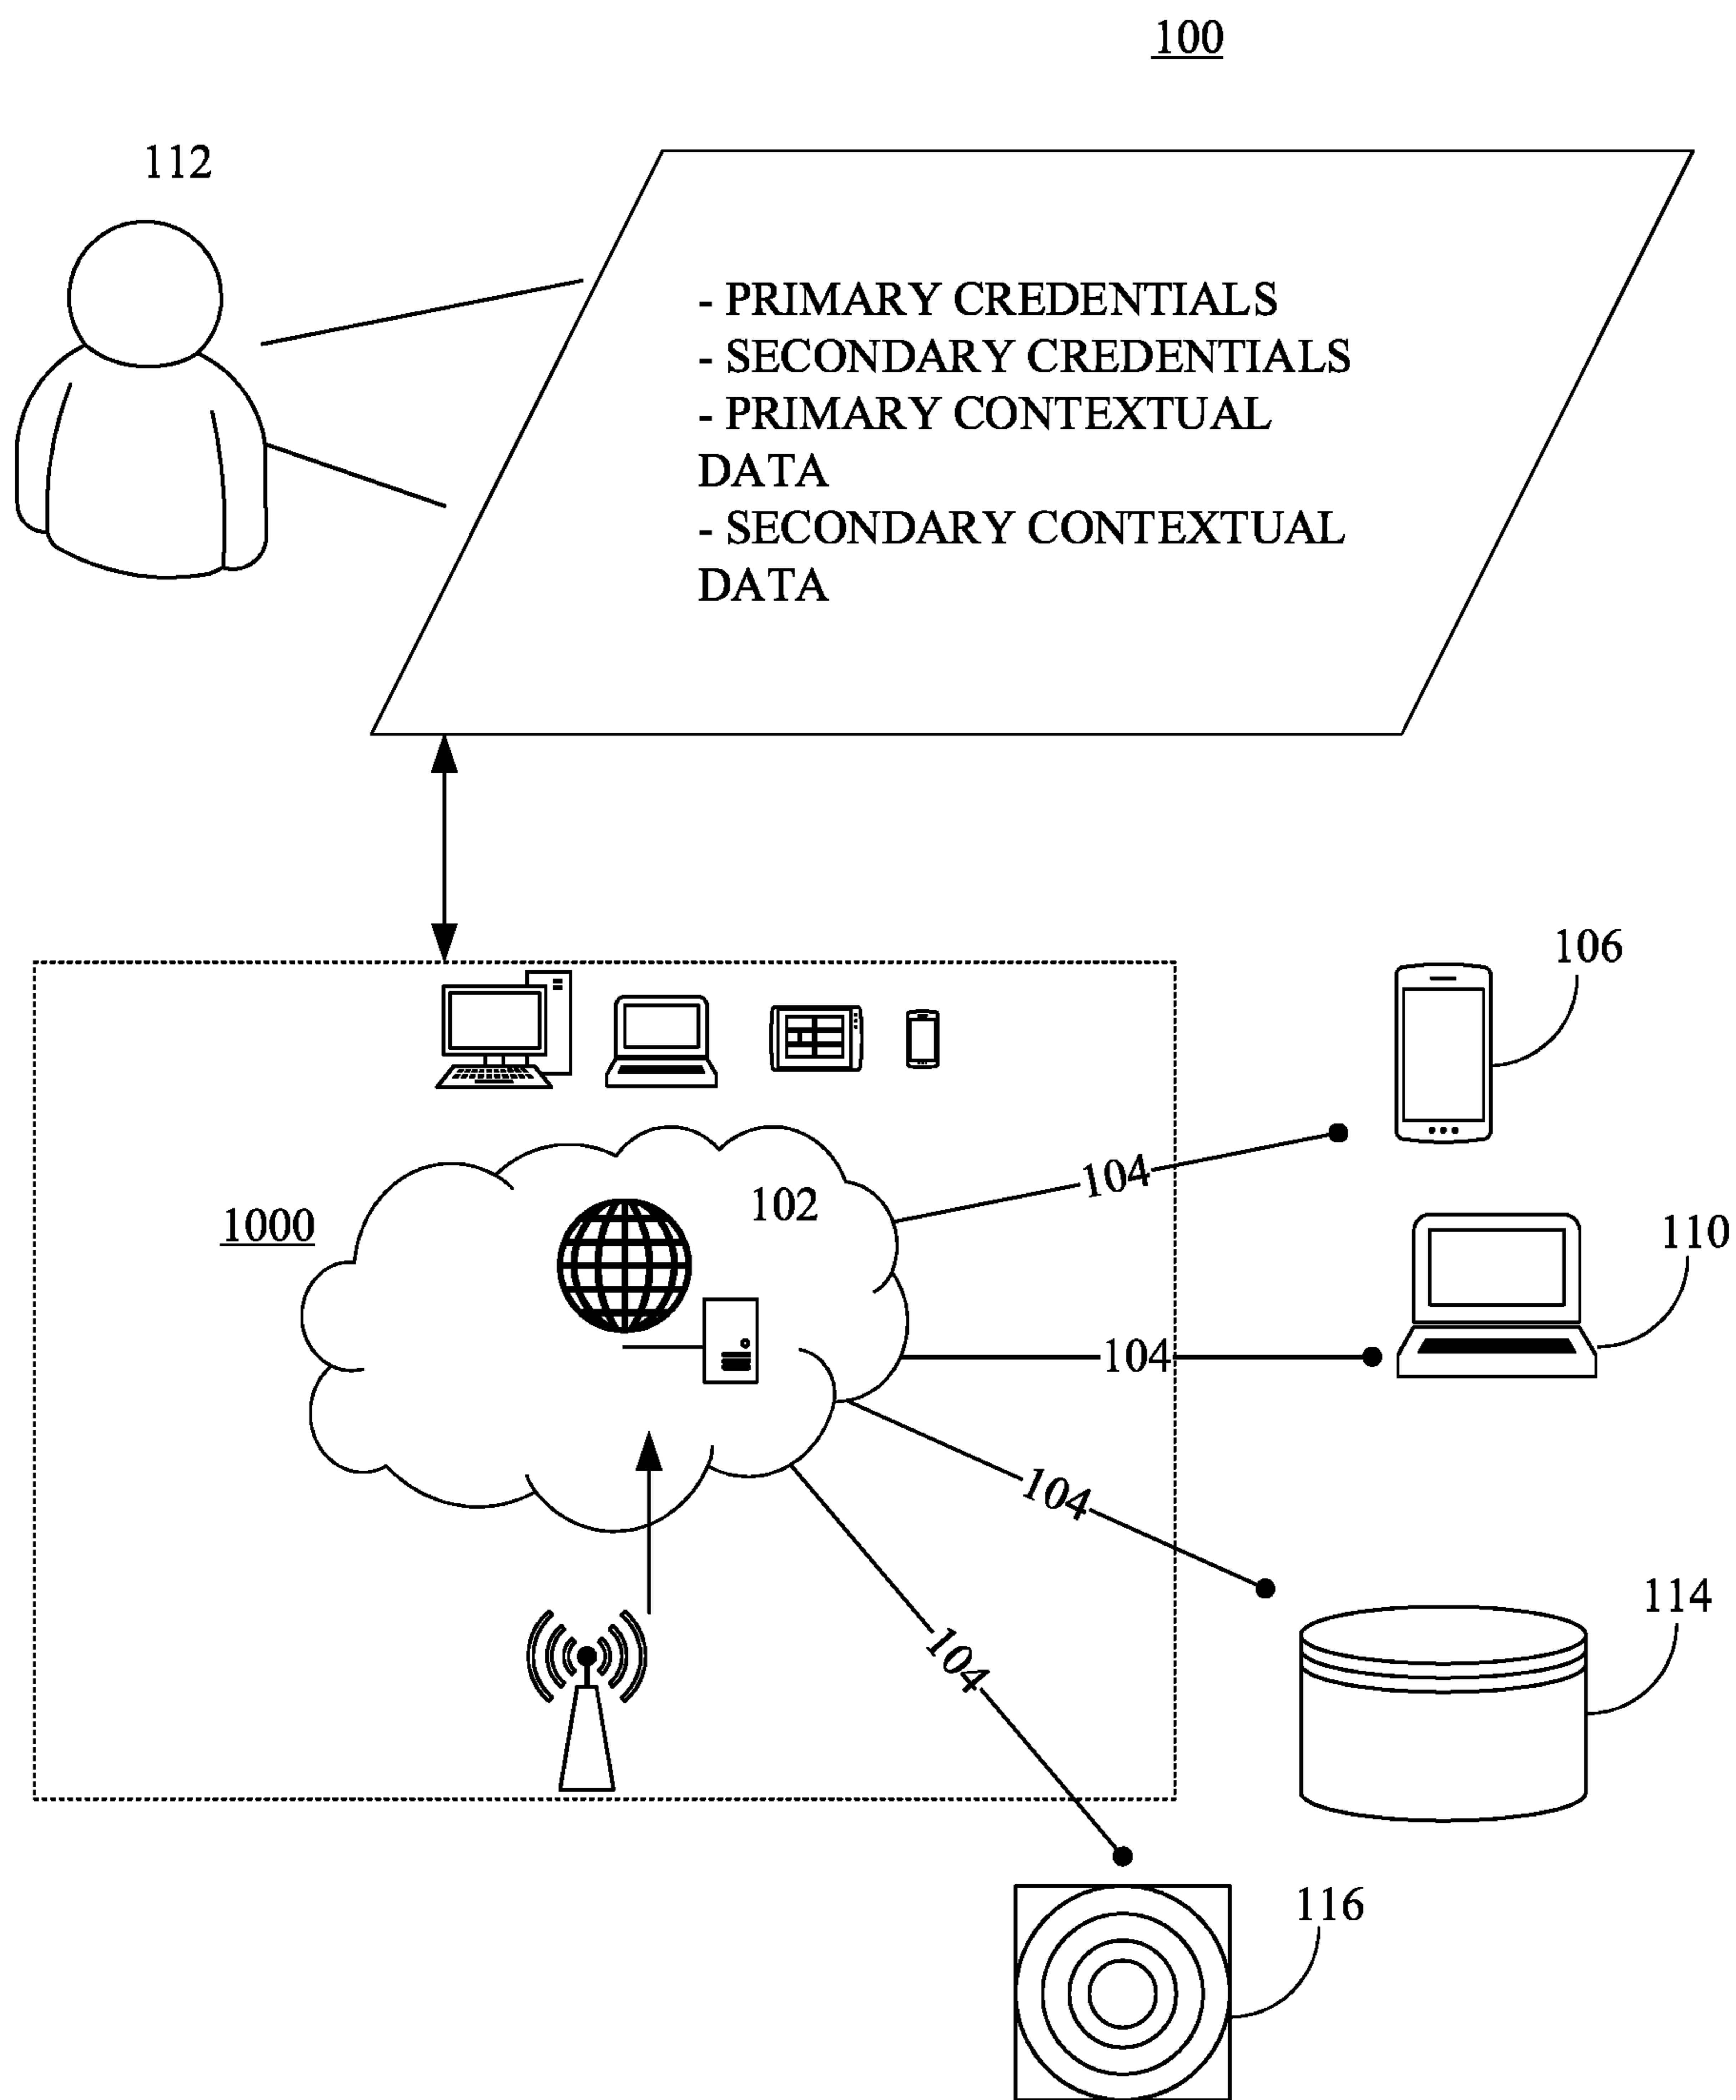 100
112
- PRIMARY CREDENTIALS
- SECONDARY CREDENTIALS
- PRIMARY CONTEXTUAL
DATA
- SECONDARY CONTEXTUAL
DATA
106
104
102
1000
110
104
104
114
104
116